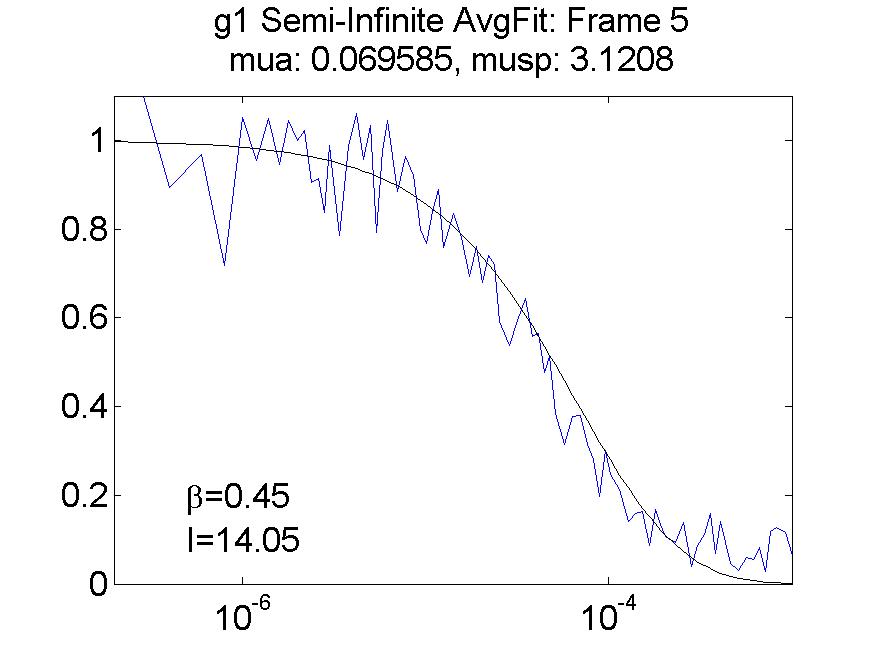 g1 Semi-Infinite AvgFit: Frame 5
mua: 0.069585, musp: 3.1208
1
0.8
0.6
0.4
0.2
0
β=0.45
I=14.05
10^-6
10^-4